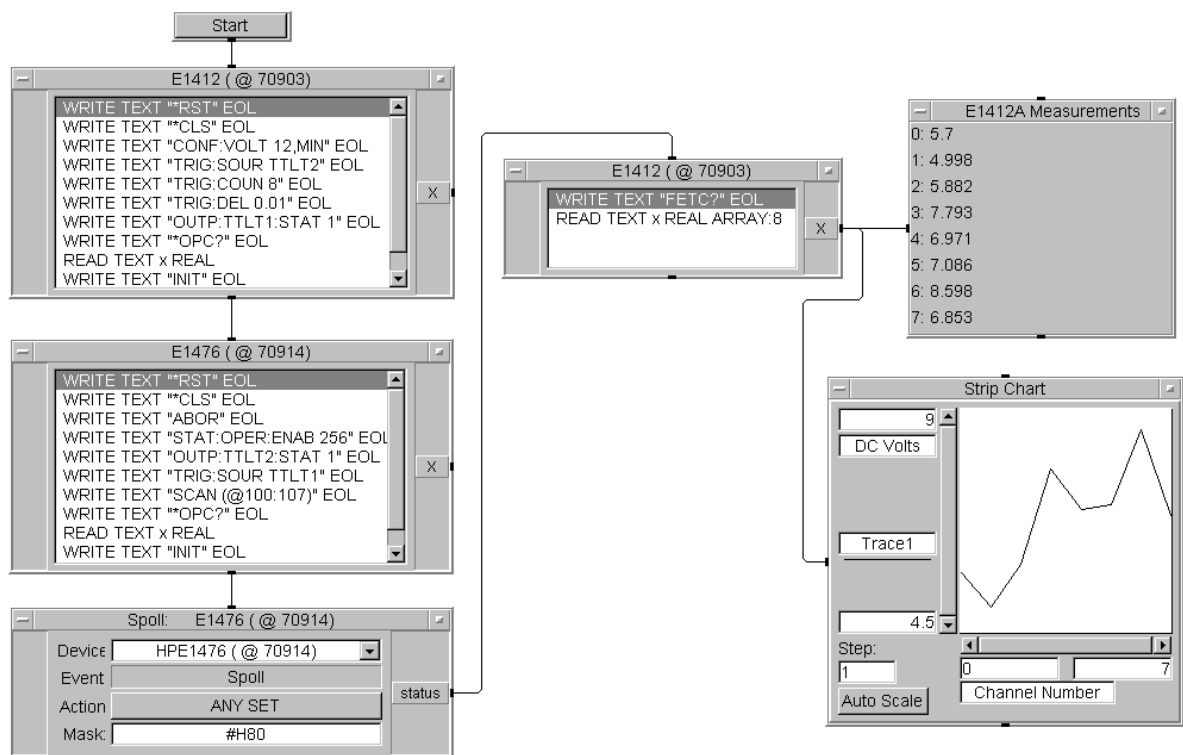 Start
E1412 ( @ 70903)
WRITE TEXT "*RST" EOL
WRITE TEXT "*CLS" EOL
WRITE TEXT "CONF:VOLT 12,MIN" EOL
WRITE TEXT "TRIG:SOUR TTLT2" EOL
WRITE TEXT "TRIG:COUN 8" EOL
WRITE TEXT "TRIG:DEL 0.01" EOL
WRITE TEXT "OUTP:TTLT1:STAT 1" EOL
WRITE TEXT "*OPC?" EOL
READ TEXT x REAL
WRITE TEXT "INIT" EOL
X
E1476 ( @ 70914)
WRITE TEXT "*RST" EOL
WRITE TEXT "*CLS" EOL
WRITE TEXT "ABOR" EOL
WRITE TEXT "STAT:OPER:ENAB 256" EOL
WRITE TEXT "OUTP:TTLT2:STAT 1" EOL
WRITE TEXT "TRIG:SOUR TTLT1" EOL
WRITE TEXT "SCAN (@100:107)" EOL
WRITE TEXT "*OPC?" EOL
READ TEXT x REAL
WRITE TEXT "INIT" EOL
X
Spoll: E1476 ( @ 70914)
Device HPE1476 ( @ 70914)
Event Spoll
Action ANY SET
Mask: #H80
status
E1412 ( @ 70903)
WRITE TEXT "FETC?" EOL
READ TEXT x REAL ARRAY:8
X
E1412A Measurements
0: 5.7
1: 4.998
2: 5.882
3: 7.793
4: 6.971
5: 7.086
6: 8.598
7: 6.853
Strip Chart
9
DC Volts
Trace1
4.5
Step:
1
Auto Scale
0 7
Channel Number